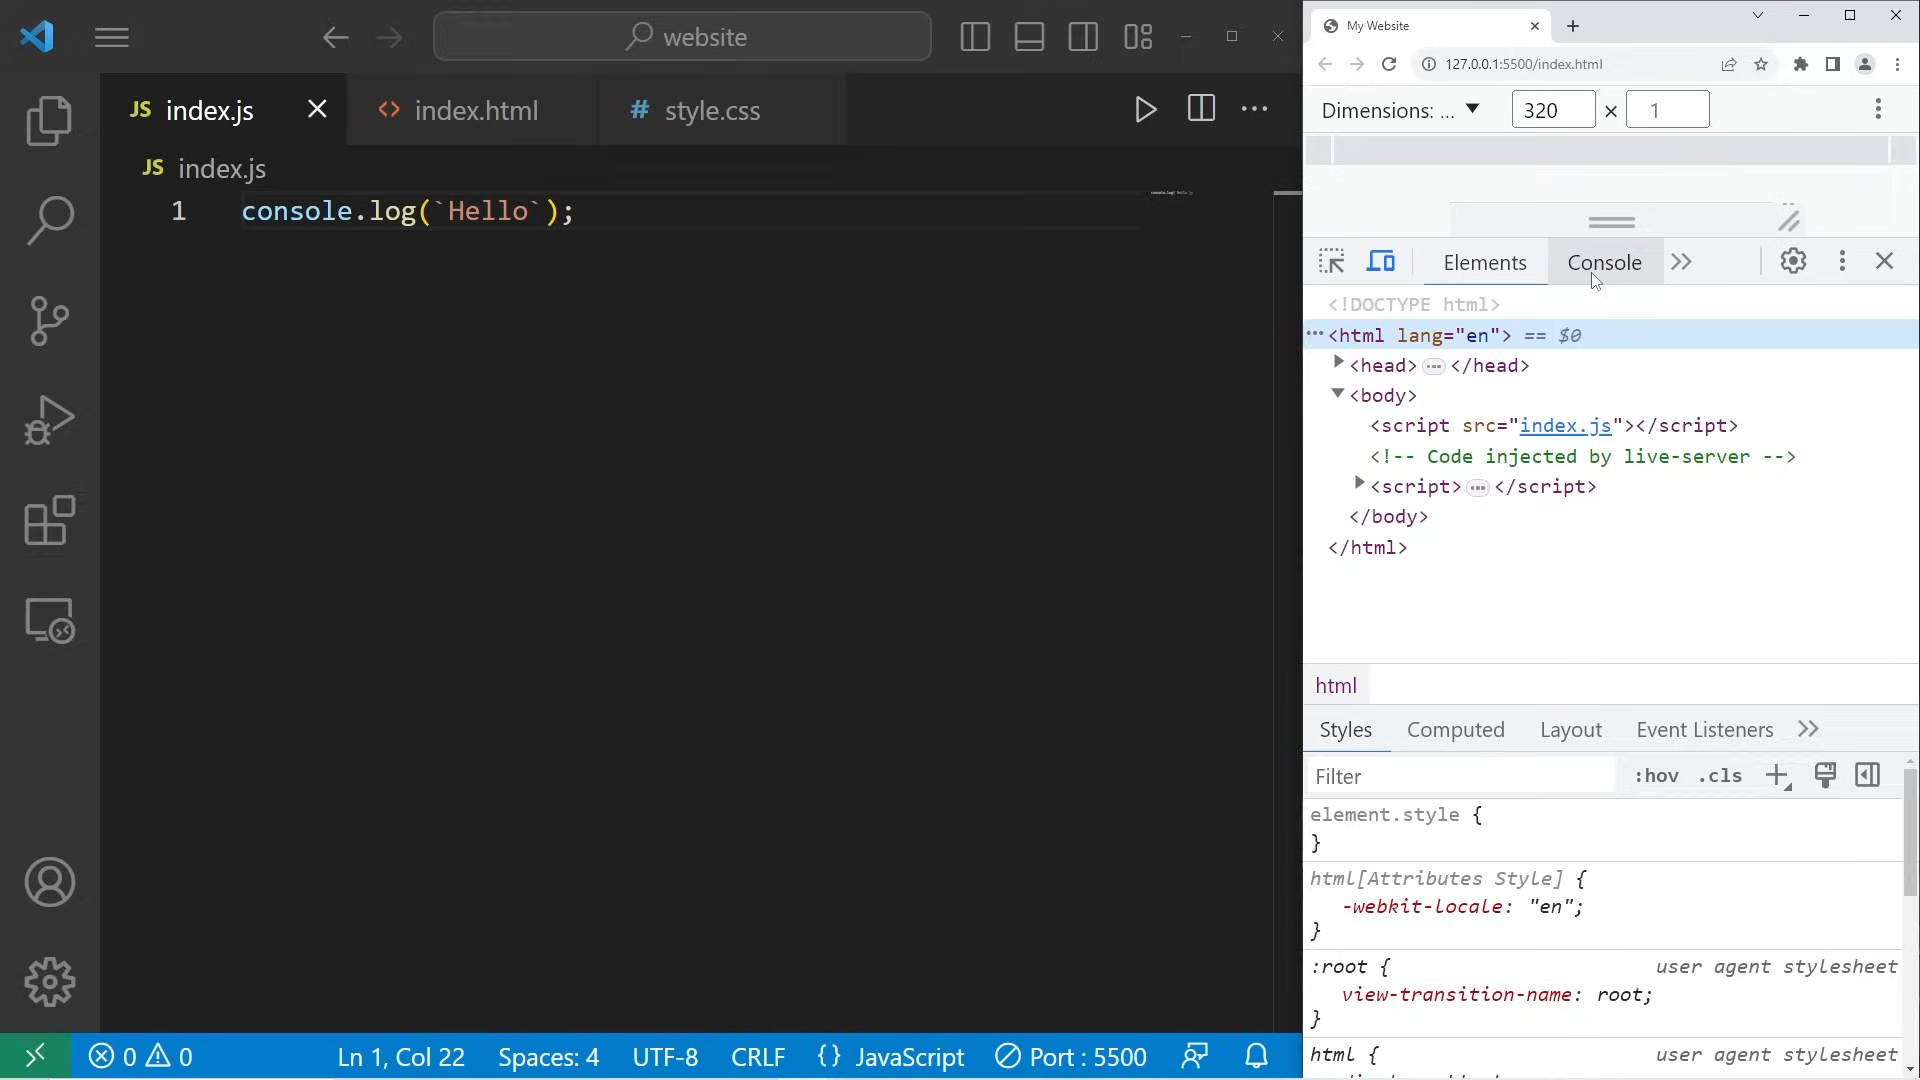 website
JS index.js
<> index.html
# style.css
JS index.js
1 console.log(`Hello`);
0 0
Ln 1, Col 22
Spaces: 4
UTF-8
CRLF
{} JavaScript
Port : 5500
My Website
127.0.0.1:5500/index.html
Dimensions: ...
320 × 1
Elements
Console
<!DOCTYPE html>
<html lang="en"> == $0
<head> ... </head>
<body>
<script src="index.js"></script>
<!-- Code injected by live-server -->
<script> ... </script>
</body>
</html>
html
Styles
Computed
Layout
Event Listeners
Filter
:hov .cls
element.style {
}
html[Attributes Style] {
-webkit-locale: "en";
}
:root { user agent stylesheet
view-transition-name: root;
}
html { user agent stylesheet